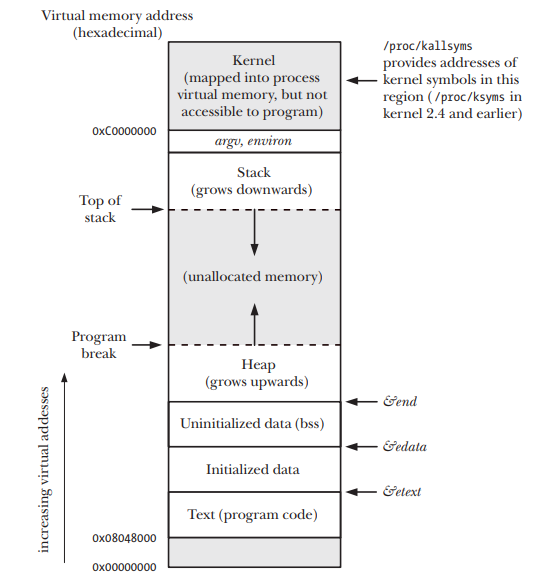 Virtual memory address
(hexadecimal)
/proc/kallsyms
provides addresses of
kernel symbols in this
region (/proc/ksyms in
kernel 2.4 and earlier)
Kernel
(mapped into process
virtual memory, but not
accessible to program)
0xC0000000
argv, environ
Stack
(grows downwards)
Top of
stack
(unallocated memory)
Program
break
Heap
(grows upwards)
&end
Uninitialized data (bss)
&edata
Initialized data
&etext
Text (program code)
0x08048000
0x00000000
increasing virtual addesses